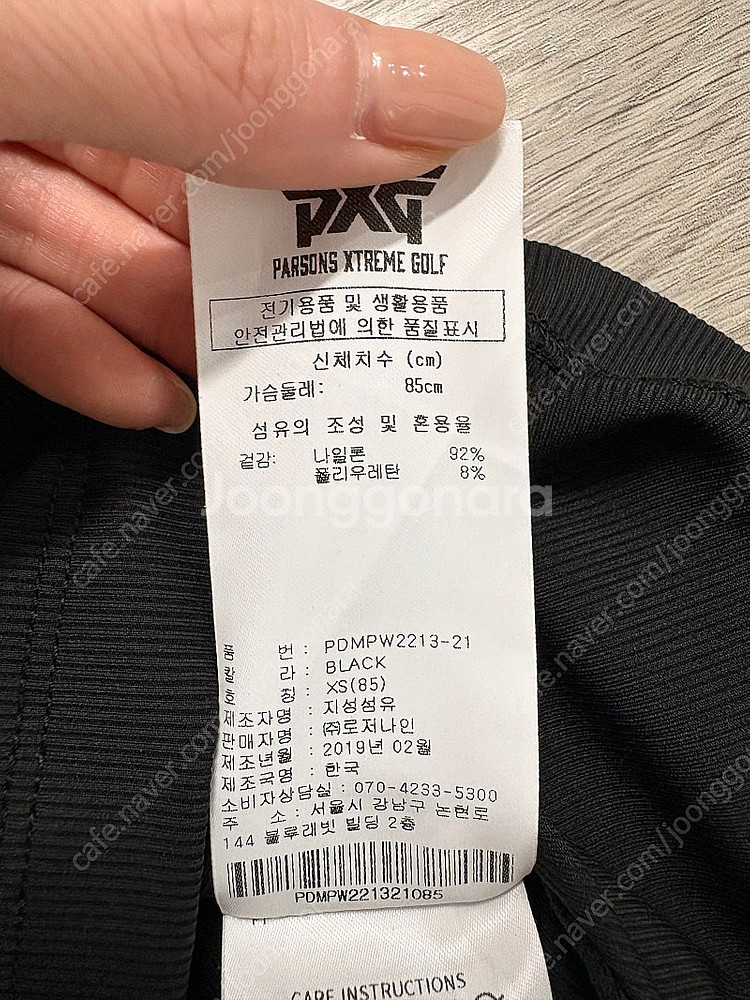 PXG
PARSONS XTREME GOLF
전기용품 및 생활용품
안전관리법에 의한 품질표시
신체치수 (cm)
가슴둘레: 85cm
섬유의 조성 및 혼용율
겉감: 나일론 92%
폴리우레탄 8%
Joonggonara
품 번 : PDMPW2213-21
칼 라 : BLACK
호 칭 : XS(85)
제조자명 : 지성섬유
판매자명 : ㈜로저나인
제조년월 : 2019년 02월
제조국명 : 한국
소비자상담실 : 070-4233-5300
주 소 : 서울시 강남구 논현로
144 블루래빗 빌딩 2층
PDMPW221321085
CARE INSTRUCTIONS
cafe.naver.com/joonggonara